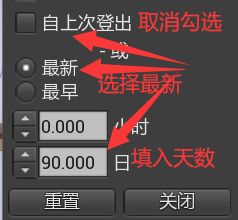 自上次登出 取消勾选
- 或
最新
选择最新
最早
0.000 小时
90.000 日 填入天数
重置 关闭